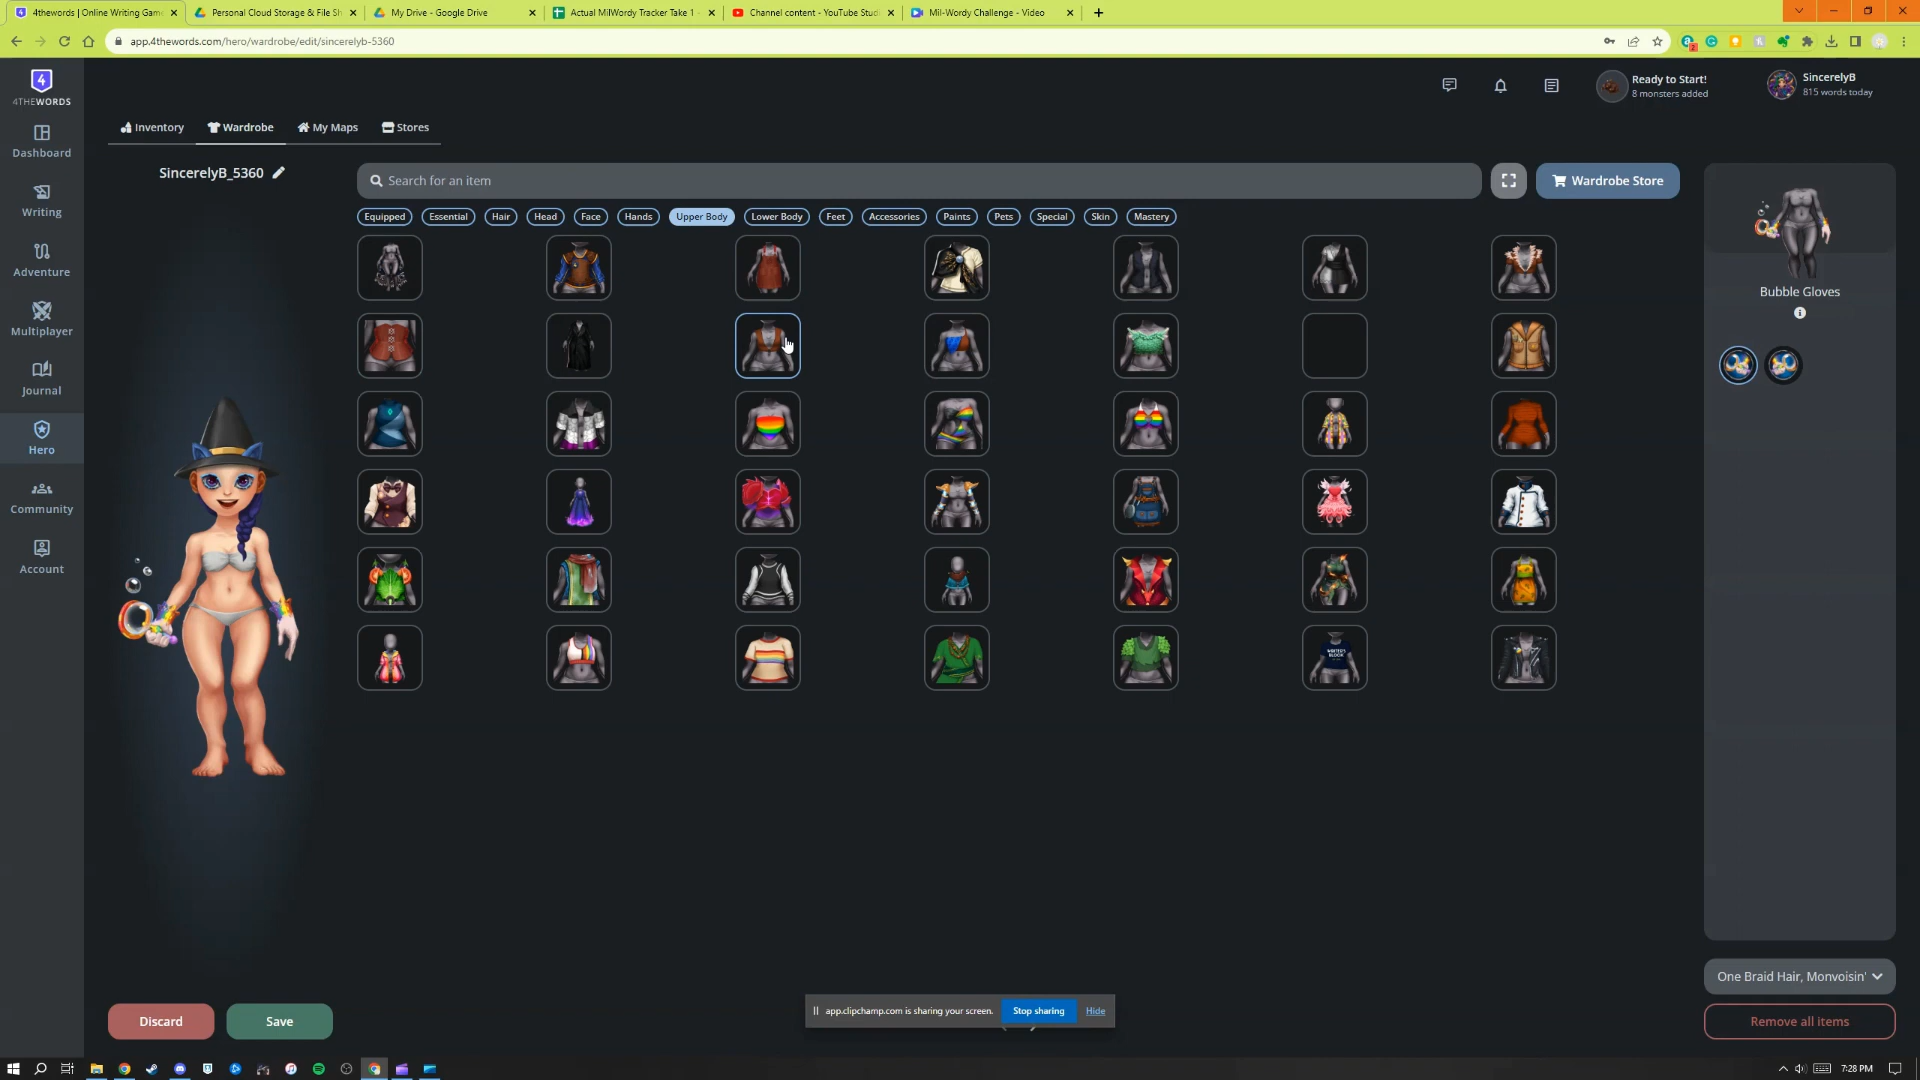 4thewords | Online Writing Gam
Personal Cloud Storage & File Sh
My Drive - Google Drive
Actual MilWordy Tracker Take 1 -
Channel content - YouTube Studi
Mil-Wordy Challenge - Video
app.4thewords.com/hero/wardrobe/edit/sincerelyb-5360
4
4THEWORDS
Dashboard
Writing
Adventure
Multiplayer
Journal
Hero
Community
Account
Ready to Start!
8 monsters added
SincerelyB
815 words today
Inventory
Wardrobe
My Maps
Stores
SincerelyB_5360
Search for an item
Wardrobe Store
Equipped
Essential
Hair
Head
Face
Hands
Upper Body
Lower Body
Feet
Accessories
Paints
Pets
Special
Skin
Mastery
Bubble Gloves
WRITER'S
BLOCK
One Braid Hair, Monvoisin'
Remove all items
Discard
Save
app.clipchamp.com is sharing your screen.
Stop sharing
Hide
7:28 PM